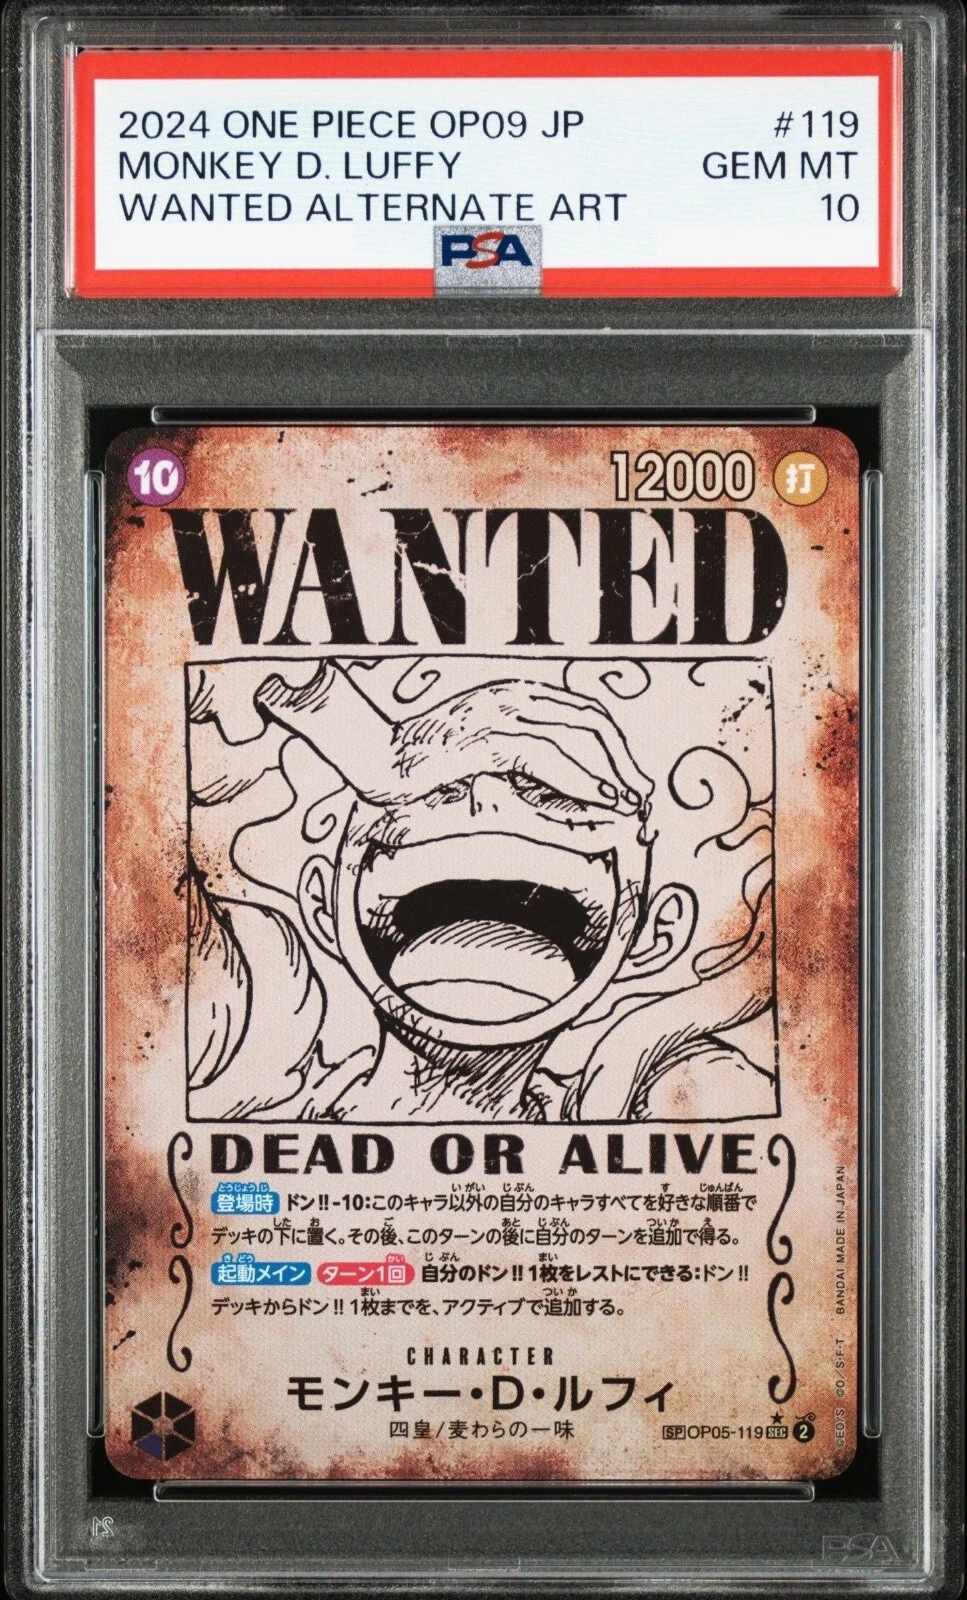 2024 ONE PIECE OP09 JP #119
MONKEY D. LUFFY GEM MT
WANTED ALTERNATE ART 10
PSA
10 12000 打
WANTED
DEAD OR ALIVE
登場時 ドン!!-10:このキャラ以外の自分のキャラすべてを好きな順番で
デッキの下に置く。その後、このターンの後に自分のターンを追加で得る。
起動メイン ターン1回 自分のドン!!1枚をレストにできる:ドン!!
デッキからドン!!1枚までを、アクティブで追加する。
CHARACTER
モンキー・D・ルフィ
四皇/麦わらの一味
SP OP05-119 SEC 2
©EO/S ©O/S・F・T BANDAI MADE IN JAPAN
21
PSA